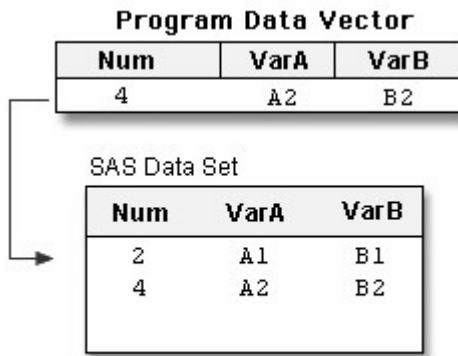 Program Data Vector
Num VarA VarB
4 A2 B2
SAS Data Set
Num VarA VarB
2 A1 B1
4 A2 B2